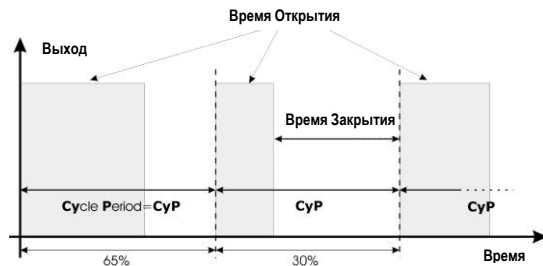 Время Открытия
Выход
Время Закрытия
Cycle Period=CyP
CyP
CyP
Время
65%
30%